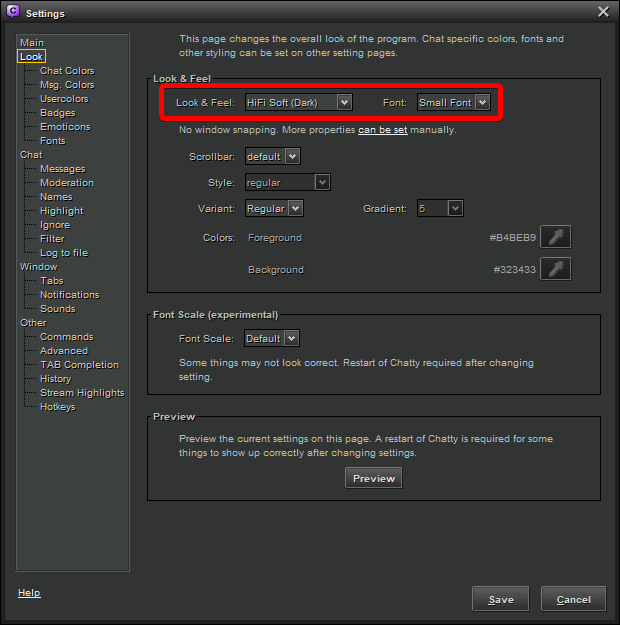 Settings
Main
Look
Chat Colors
Msg. Colors
Usercolors
Badges
Emoticons
Fonts
Chat
Messages
Moderation
Names
Highlight
Ignore
Filter
Log to file
Window
Tabs
Notifications
Sounds
Other
Commands
Advanced
TAB Completion
History
Stream Highlights
Hotkeys
Help
This page changes the overall look of the program. Chat specific colors, fonts and
other styling can be set on other setting pages.
Look & Feel
Look & Feel: HiFi Soft (Dark) Font: Small Font
No window snapping. More properties can be set manually.
Scrollbar: default
Style: regular
Variant: Regular Gradient: 5
Colors: Foreground #B4BEB9
Background #323433
Font Scale (experimental)
Font Scale: Default
Some things may not look correct. Restart of Chatty required after changing
setting.
Preview
Preview the current settings on this page. A restart of Chatty is required for some
things to show up correctly after changing settings.
Preview
Save Cancel